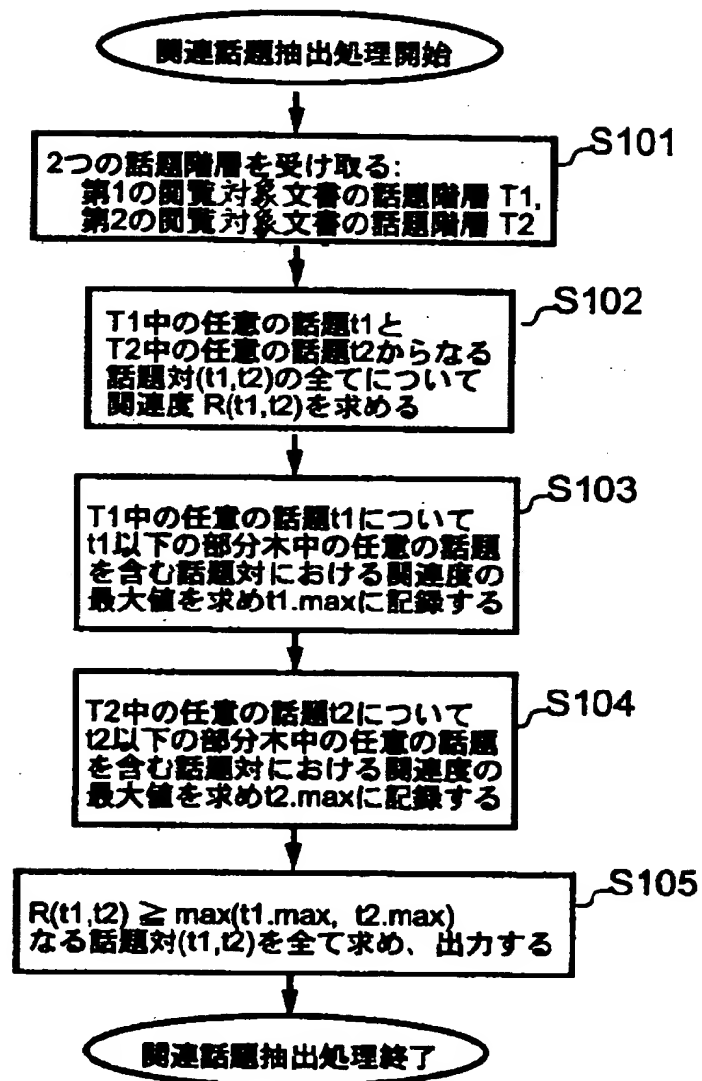 関連話題抽出処理開始
S101
2つの話題階層を受け取る:
第1の閲覧対象文書の話題階層 T1,
第2の閲覧対象文書の話題階層 T2
S102
T1中の任意の話題t1と
T2中の任意の話題t2からなる
話題対(t1,t2)の全てについて
関連度 R(t1,t2)を求める
S103
T1中の任意の話題t1について
t1以下の部分木中の任意の話題
を含む話題対における関連度の
最大値を求めt1.maxに記録する
S104
T2中の任意の話題t2について
t2以下の部分木中の任意の話題
を含む話題対における関連度の
最大値を求めt2.maxに記録する
S105
R(t1,t2) ≧ max(t1.max, t2.max)
なる話題対(t1,t2)を全て求め、出力する
関連話題抽出処理終了